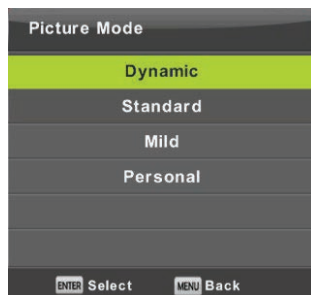 Picture Mode
Dynamic
Standard
Mild
Personal
ENTER Select MENU Back